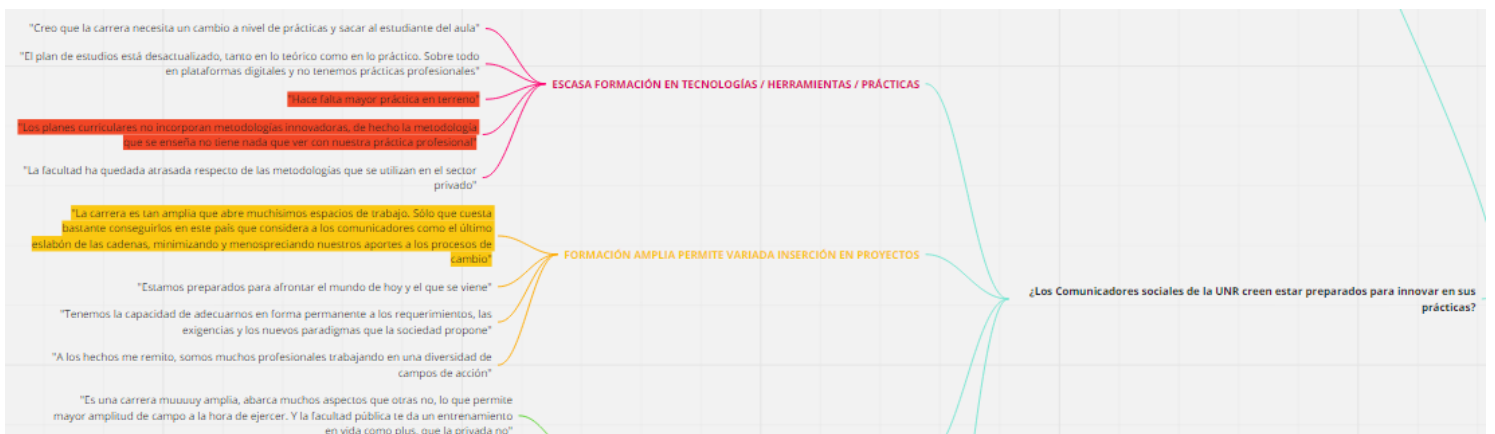 "Creo que la carrera necesita un cambio a nivel de prácticas y sacar al estudiante del aula"
"El plan de estudios está desactualizado, tanto en lo teórico como en lo práctico. Sobre todo
en plataformas digitales y no tenemos prácticas profesionales"
"Hace falta mayor práctica en terreno"
"Los planes curriculares no incorporan metodologías innovadoras, de hecho la metodología
que se enseña no tiene nada que ver con nuestra práctica profesional"
"La facultad ha quedada atrasada respecto de las metodologías que se utilizan en el sector
privado"
ESCASA FORMACIÓN EN TECNOLOGÍAS / HERRAMIENTAS / PRÁCTICAS
"La carrera es tan amplia que abre muchísimos espacios de trabajo. Sólo que cuesta
bastante conseguirlos en este país que considera a los comunicadores como el último
eslabón de las cadenas, minimizando y menospreciando nuestros aportes a los procesos de
cambio"
"Estamos preparados para afrontar el mundo de hoy y el que se viene"
"Tenemos la capacidad de adecuarnos en forma permanente a los requerimientos, las
exigencias y los nuevos paradigmas que la sociedad propone"
"A los hechos me remito, somos muchos profesionales trabajando en una diversidad de
campos de acción"
FORMACIÓN AMPLIA PERMITE VARIADA INSERCIÓN EN PROYECTOS
"Es una carrera muuuuy amplia, abarca muchos aspectos que otras no, lo que permite
mayor amplitud de campo a la hora de ejercer. Y la facultad pública te da un entrenamiento
en vida como plus, que la privada no"
¿Los Comunicadores sociales de la UNR creen estar preparados para innovar en sus
prácticas?